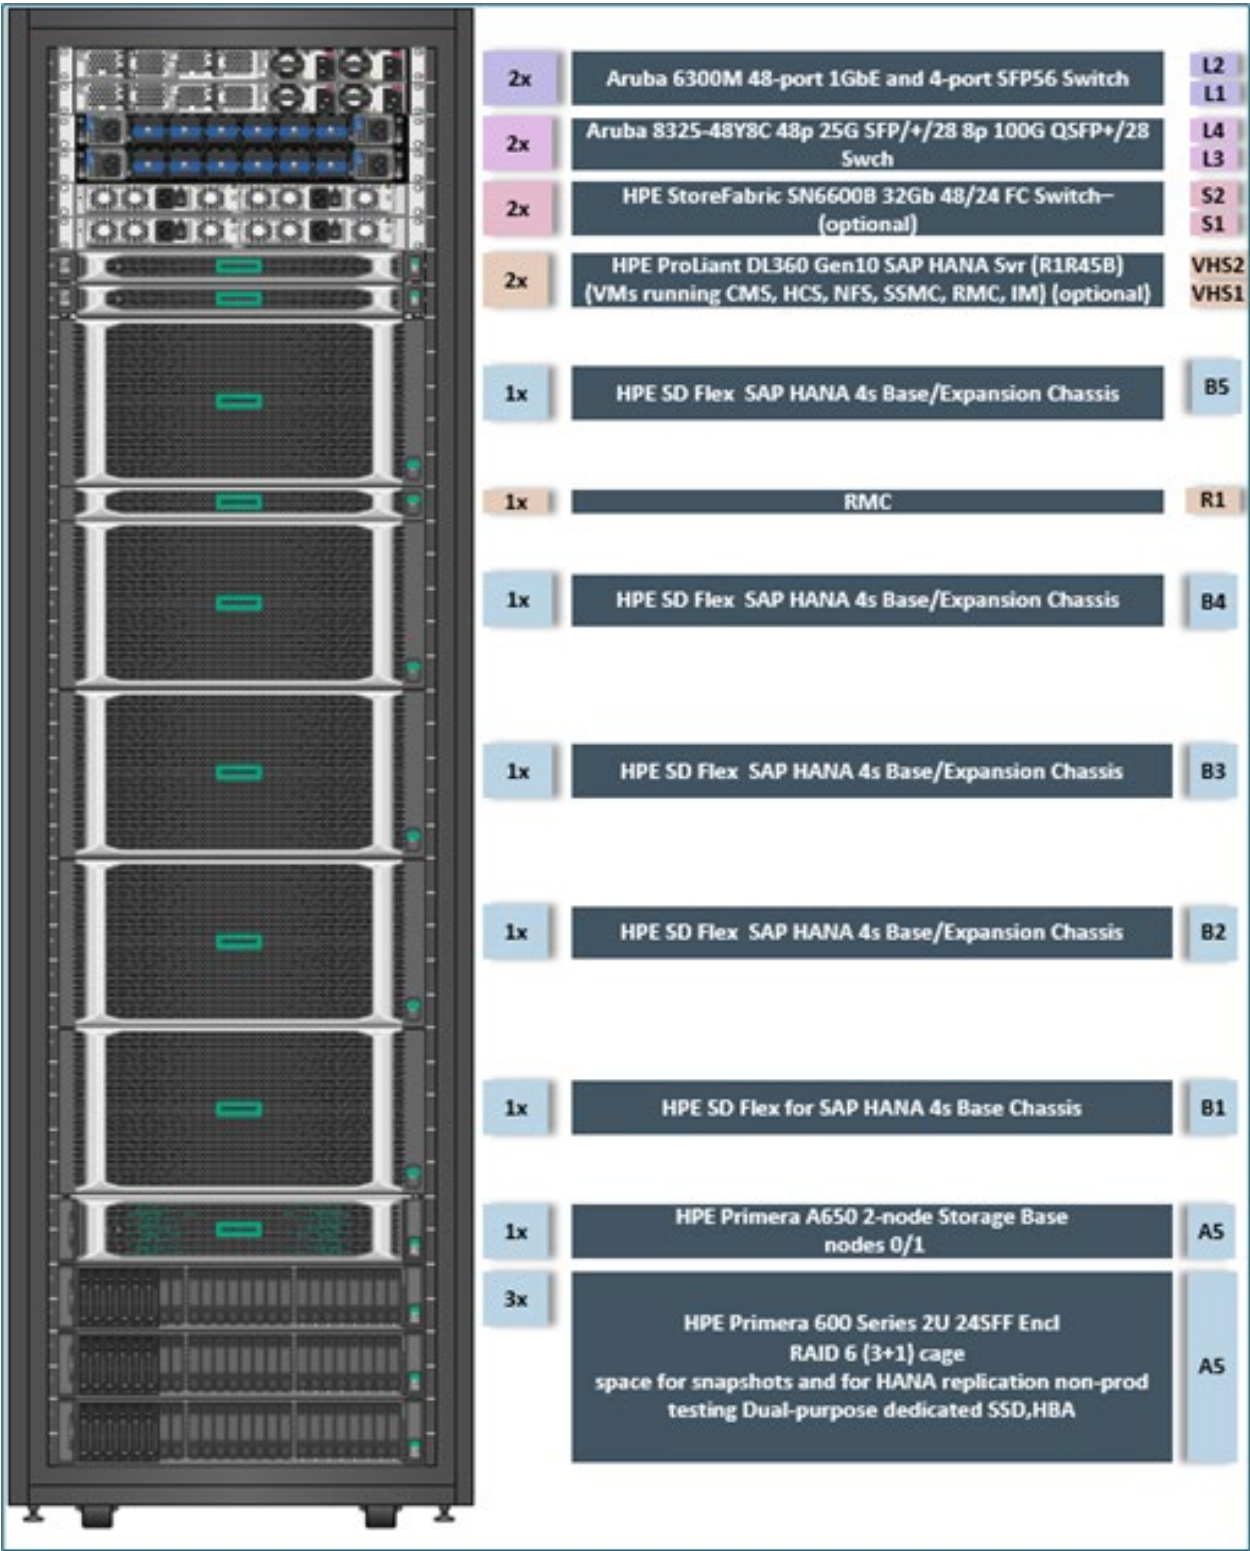 2x
Aruba 6300M 48-port 1GbE and 4-port SFP56 Switch
L2
L1
2x
Aruba 8325-48Y8C 48p 25G SFP/+/28 8p 100G QSFP+/28
Swch
L4
L3
2x
HPE StoreFabric SN6600B 32Gb 48/24 FC Switch–
(optional)
S2
S1
2x
HPE ProLiant DL360 Gen10 SAP HANA Svr (R1R45B)
(VMs running CMS, HCS, NFS, SSMC, RMC, IM) (optional)
VHS2
VHS1
1x
HPE SD Flex SAP HANA 4s Base/Expansion Chassis
B5
1x
RMC
R1
1x
HPE SD Flex SAP HANA 4s Base/Expansion Chassis
B4
1x
HPE SD Flex SAP HANA 4s Base/Expansion Chassis
B3
1x
HPE SD Flex SAP HANA 4s Base/Expansion Chassis
B2
1x
HPE SD Flex for SAP HANA 4s Base Chassis
B1
1x
HPE Primera A650 2-node Storage Base
nodes 0/1
A5
3x
HPE Primera 600 Series 2U 24SFF Encl
RAID 6 (3+1) cage
space for snapshots and for HANA replication non-prod
testing Dual-purpose dedicated SSD,HBA
A5